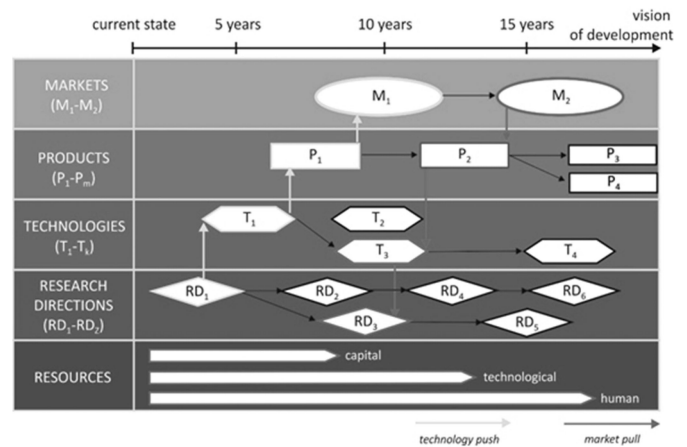 current state
5 years
10 years
15 years
vision
of development
MARKETS
(M₁-M₂)
M₁
M₂
PRODUCTS
(P₁-Pₘ)
P₁
P₂
P₃
P₄
TECHNOLOGIES
(T₁-Tₖ)
T₁
T₂
T₃
T₄
RESEARCH
DIRECTIONS
(RD₁-RD₂)
RD₁
RD₂
RD₄
RD₆
RD₃
RD₅
RESOURCES
capital
technological
human
technology push
market pull